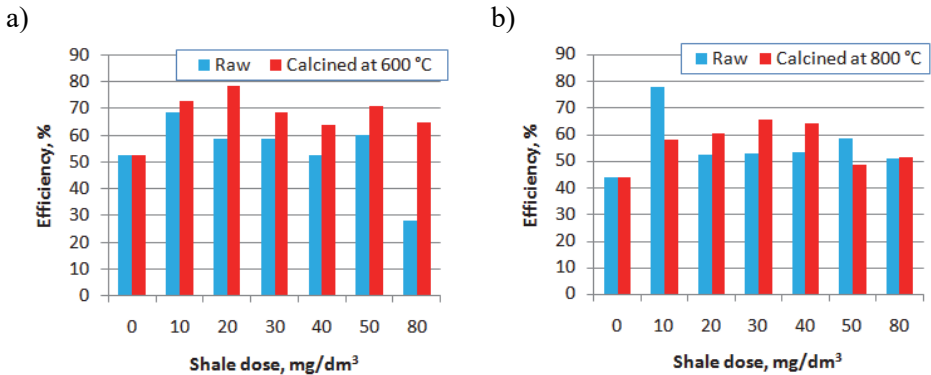 a)
Raw Calcined at 600 °C
Efficiency, %
90
80
70
60
50
40
30
20
10
0
0 10 20 30 40 50 80
Shale dose, mg/dm³
b)
Raw Calcined at 800 °C
Efficiency, %
90
80
70
60
50
40
30
20
10
0
0 10 20 30 40 50 80
Shale dose, mg/dm³